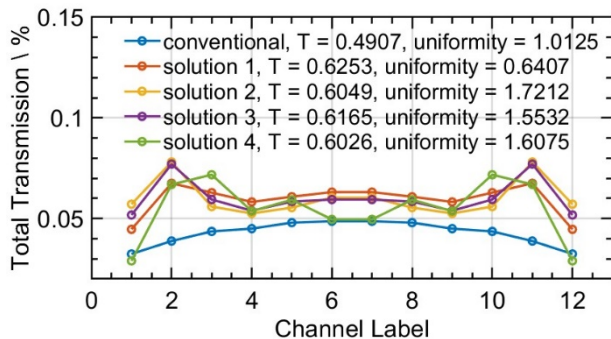 0.15
conventional, T = 0.4907, uniformity = 1.0125
solution 1, T = 0.6253, uniformity = 0.6407
solution 2, T = 0.6049, uniformity = 1.7212
0.1
solution 3, T = 0.6165, uniformity = 1.5532
solution 4, T = 0.6026, uniformity = 1.6075
Total Transmission \ %
0.05
0 2 4 6 8 10 12
Channel Label